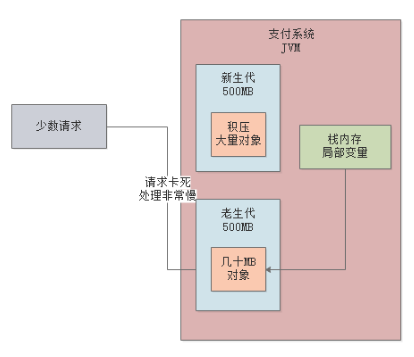 支付系统
JVM
新生代
500MB
积压
大量对象
少数请求
栈内存
局部变量
请求卡死
处理非常慢
老生代
500MB
几十MB
对象